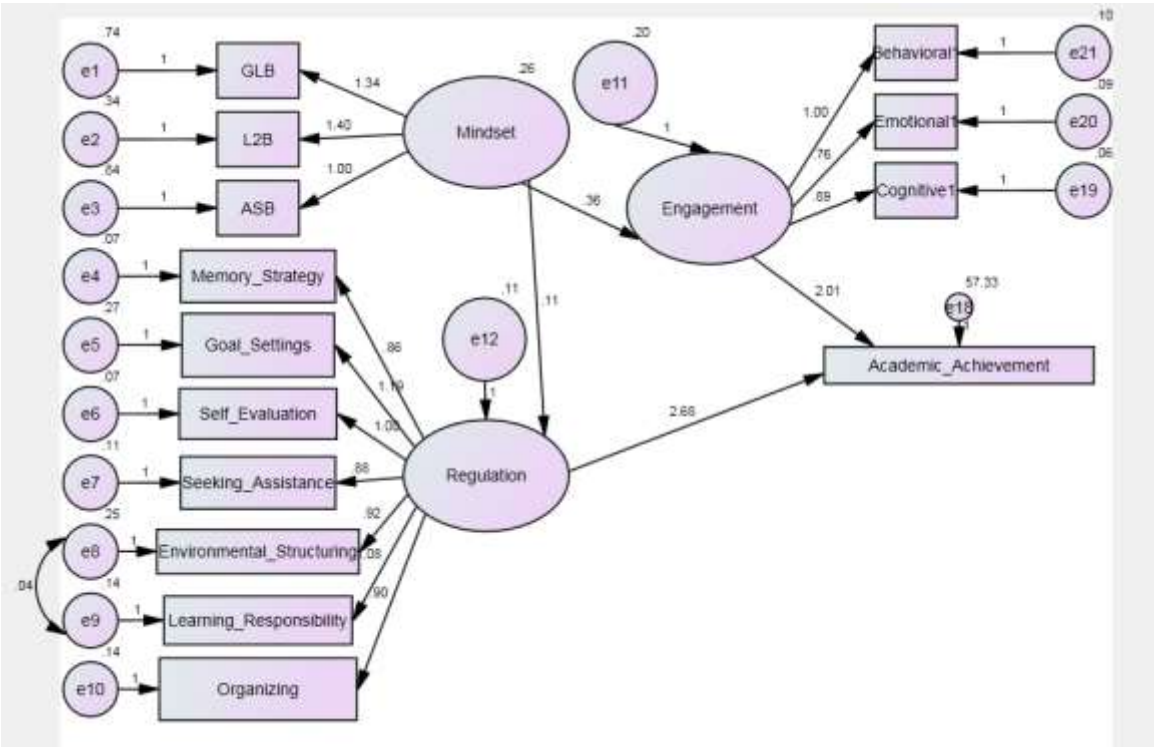 .74
e1
1
GLB
1.34
.34
e2
1
L2B
1.40
.64
e3
1
ASB
1.00
.26
Mindset
.20
e11
1
.36
.11
Engagement
1.00
.76
.10
Behavioral1
1
e21
.09
Emotional1
1
e20
.06
Cognitive1
1
e19
.07
e4
1
Memory_Strategy
.86
.27
e5
1
Goal_Settings
1.19
.07
e6
1
Self_Evaluation
1.00
.11
e7
1
Seeking_Assistance
.88
.25
e8
1
Environmental_Structuring
.92
.04
.14
e9
1
Learning_Responsibility
.14
e10
1
Organizing
.90
.11
e12
1
Regulation
2.01
57.33
e18
Academic_Achievement